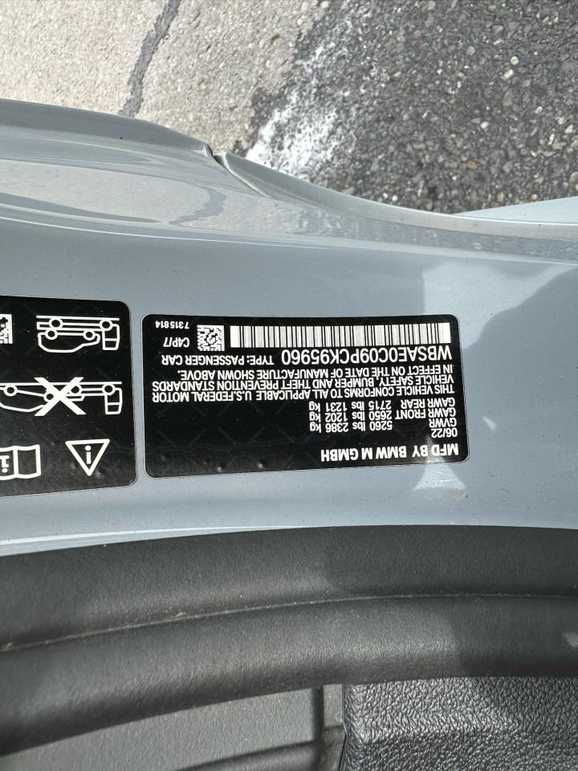 MFD BY BMW M GMBH
06/22
GVWR 5260 lbs 2386 kg
GAWR FRONT 2650 lbs 1202 kg
GAWR REAR 2715 lbs 1231 kg
THIS VEHICLE CONFORMS TO ALL APPLICABLE U.S.FEDERAL MOTOR
VEHICLE SAFETY, BUMPER AND THEFT PREVENTION STANDARDS
IN EFFECT ON THE DATE OF MANUFACTURE SHOWN ABOVE.
WBSAE0C09PCK95960 TYPE: PASSENGER CAR
C4P/7
7315814